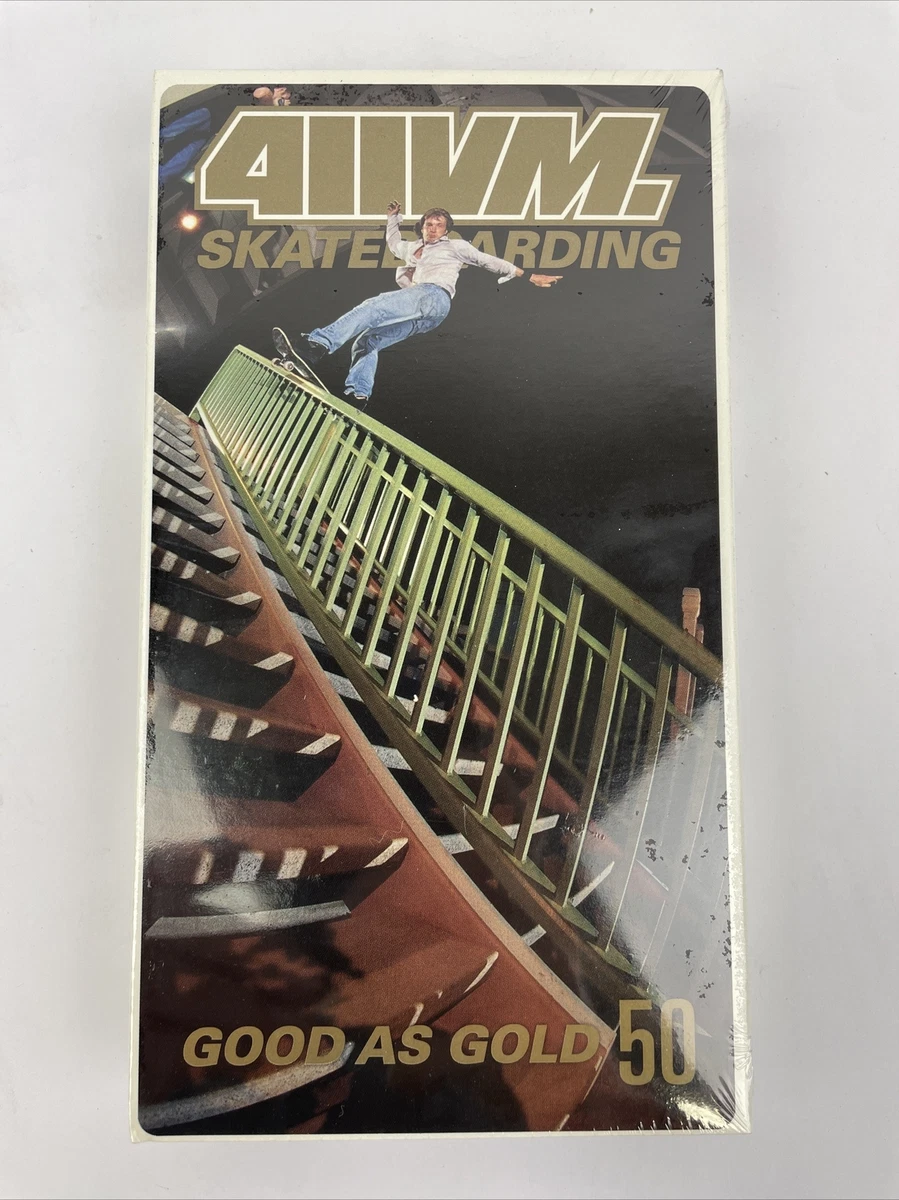 411VM.
SKATEBOARDING
GOOD AS GOLD 50